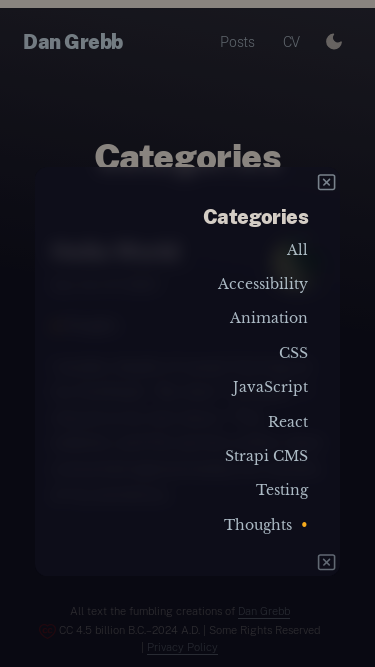 Dan Grebb Posts CV
Categories
Categories
All
Accessibility
Animation
CSS
JavaScript
React
Strapi CMS
Testing
Thoughts
All text the fumbling creations of Dan Grebb
CC 4.5 billion B.C.–2024 A.D. | Some Rights Reserved
| Privacy Policy